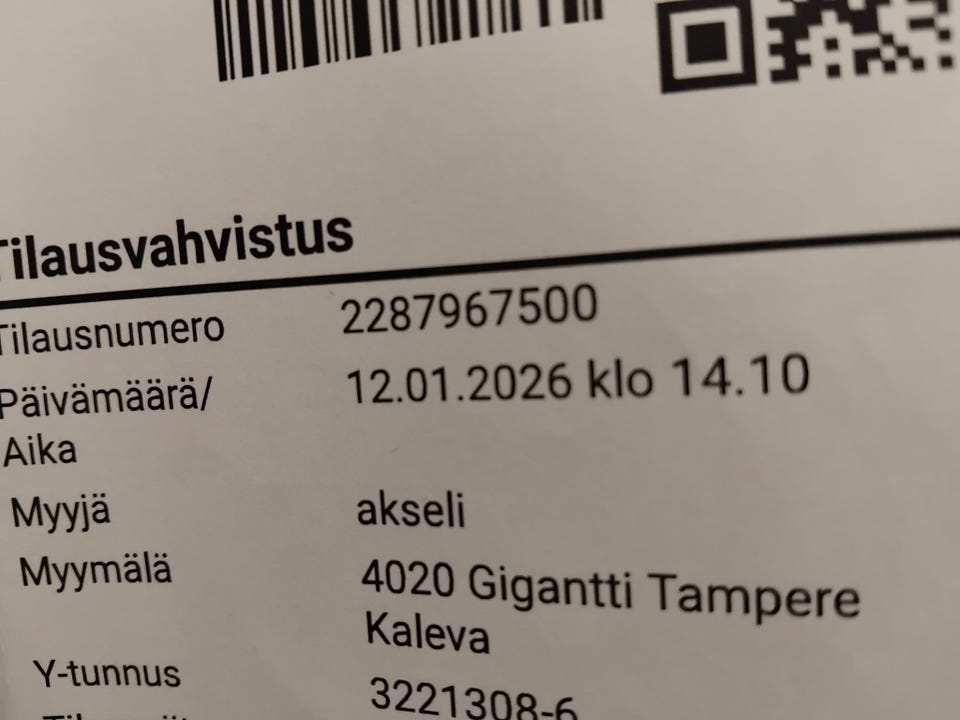 Tilausvahvistus
Tilausnumero 2287967500
Päivämäärä/ 12.01.2026 klo 14.10
Aika
Myyjä akseli
Myymälä 4020 Gigantti Tampere
Kaleva
Y-tunnus 3221308-6